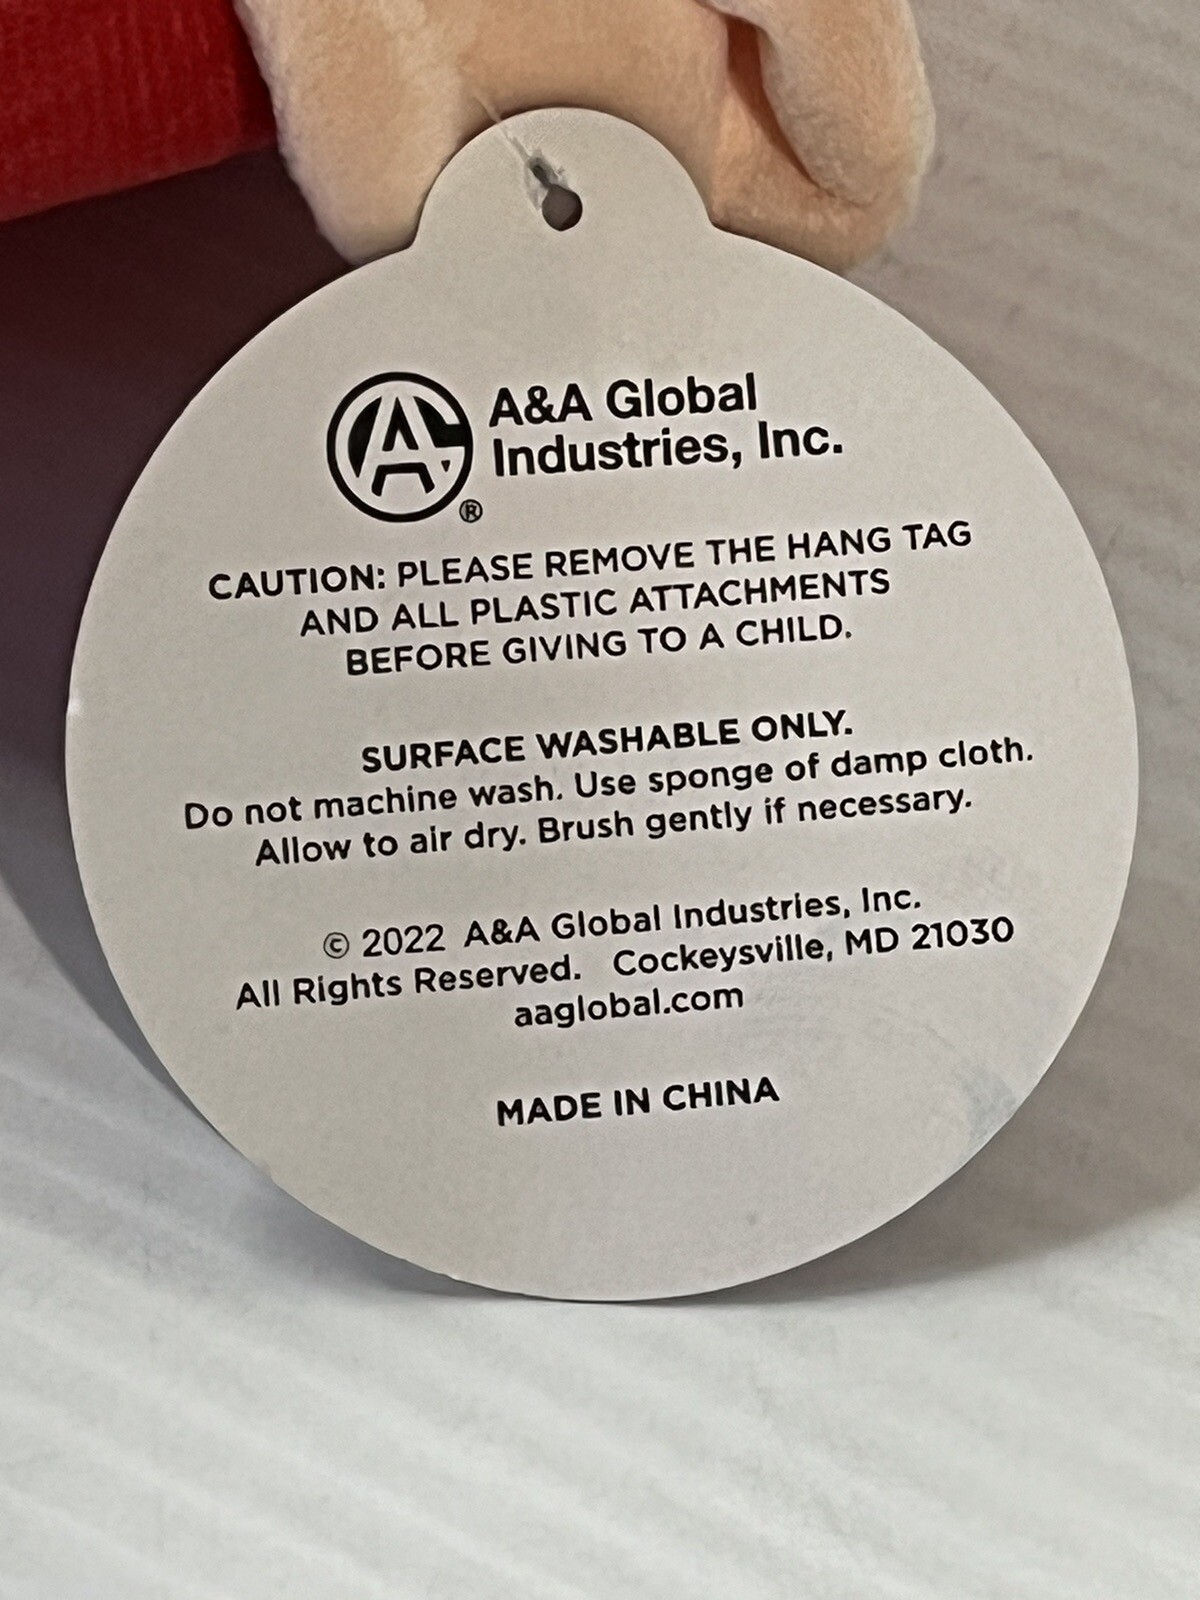 A&A Global
Industries, Inc.
®
CAUTION: PLEASE REMOVE THE HANG TAG
AND ALL PLASTIC ATTACHMENTS
BEFORE GIVING TO A CHILD.
SURFACE WASHABLE ONLY.
Do not machine wash. Use sponge of damp cloth.
Allow to air dry. Brush gently if necessary.
© 2022 A&A Global Industries, Inc.
All Rights Reserved. Cockeysville, MD 21030
aaglobal.com
MADE IN CHINA